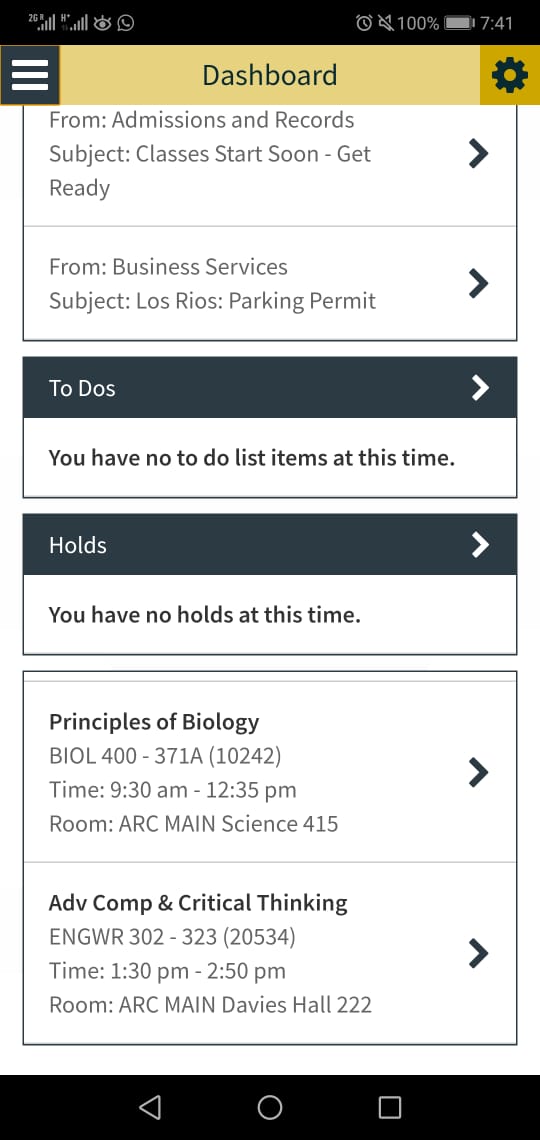 2G R H+ 100% 7:41
Dashboard
From: Admissions and Records
Subject: Classes Start Soon - Get
Ready
From: Business Services
Subject: Los Rios: Parking Permit
To Dos
You have no to do list items at this time.
Holds
You have no holds at this time.
Principles of Biology
BIOL 400 - 371A (10242)
Time: 9:30 am - 12:35 pm
Room: ARC MAIN Science 415
Adv Comp & Critical Thinking
ENGWR 302 - 323 (20534)
Time: 1:30 pm - 2:50 pm
Room: ARC MAIN Davies Hall 222